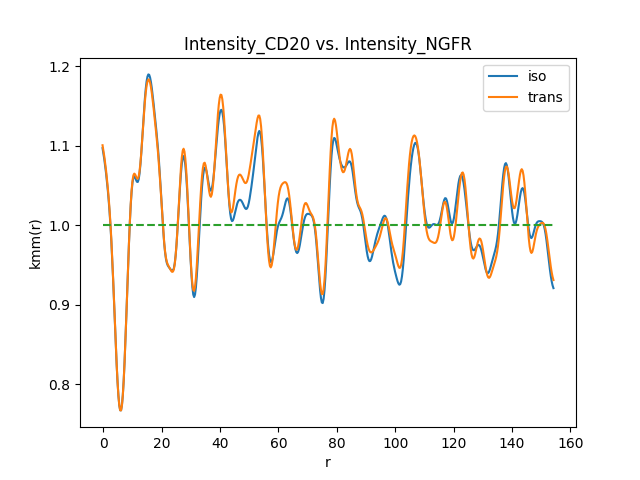 Intensity_CD20 vs. Intensity_NGFR
iso
trans
kmm(r)
1.2
1.1
1.0
0.9
0.8
0 20 40 60 80 100 120 140 160
r